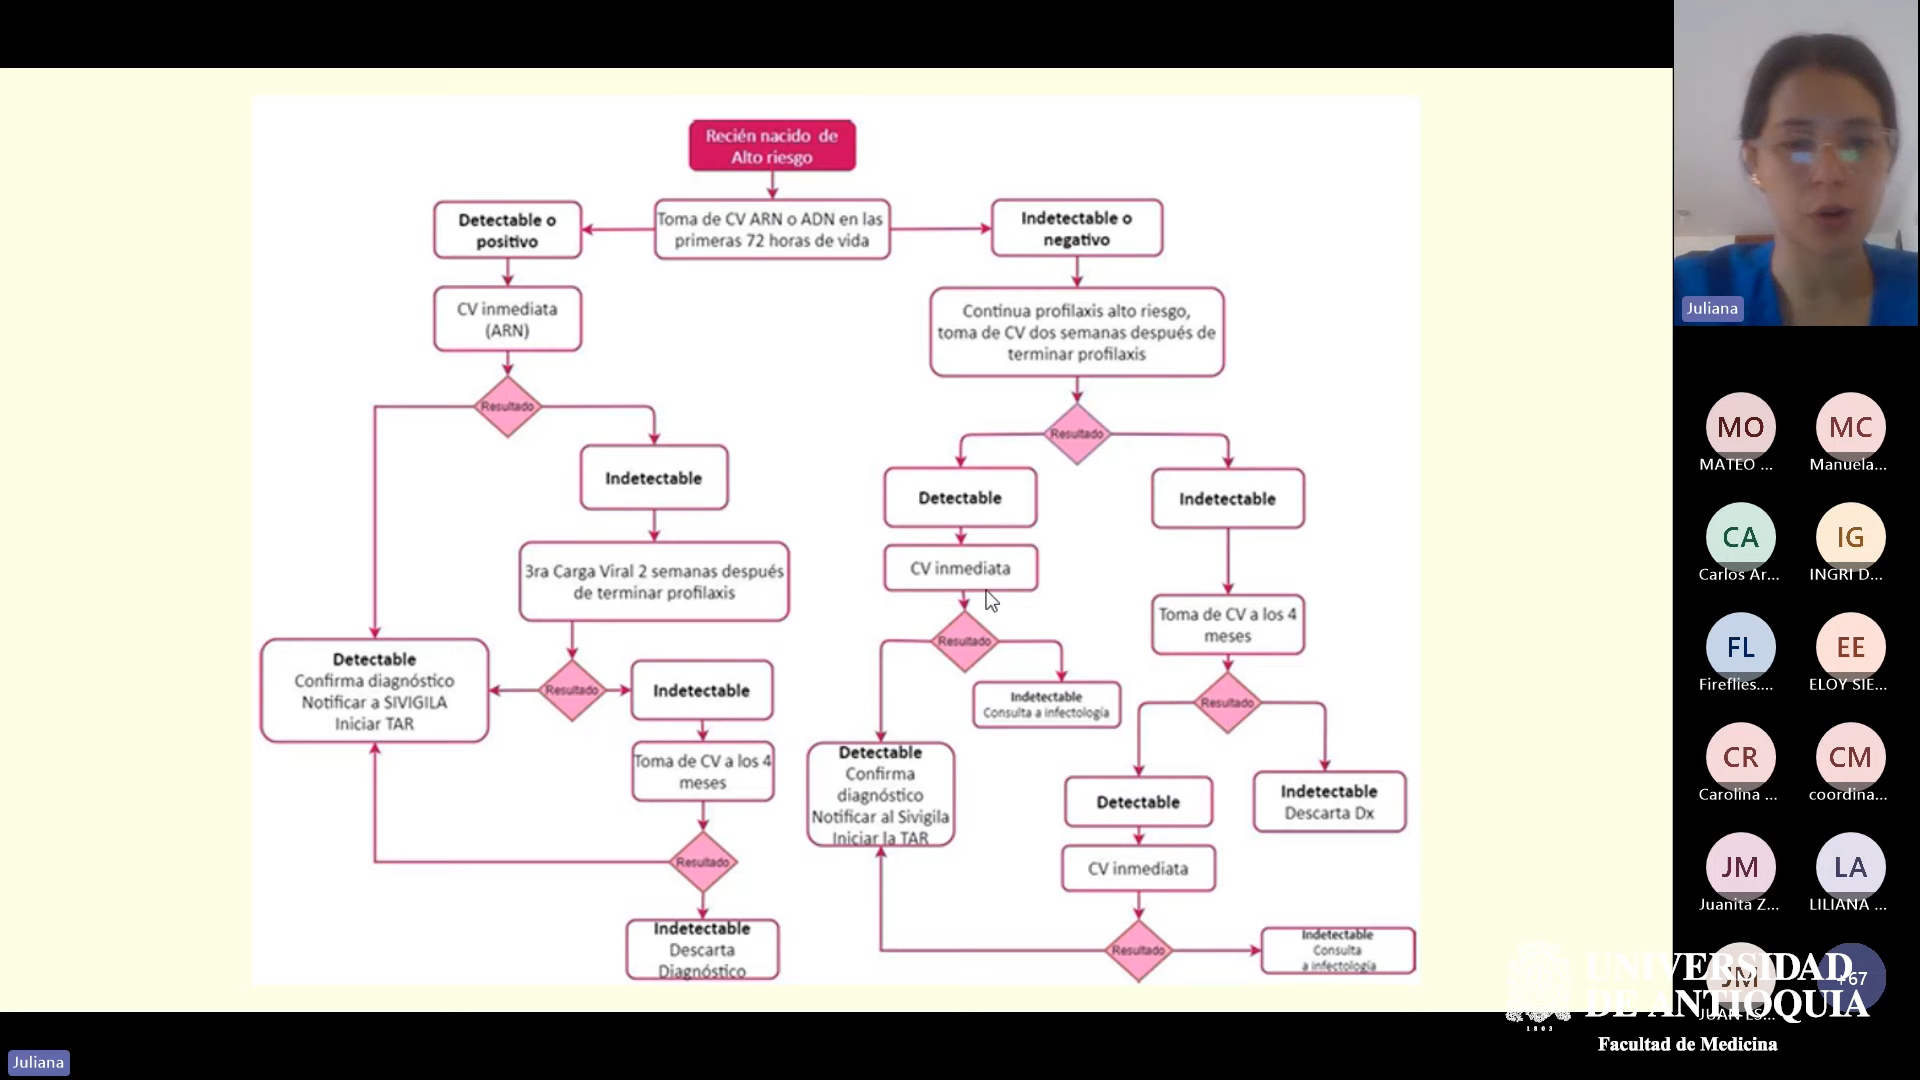 Recién nacido de
Alto riesgo
Detectable o
positivo
Toma de CV ARN o ADN en las
primeras 72 horas de vida
Indetectable o
negativo
CV inmediata
(ARN)
Continua profilaxis alto riesgo,
toma de CV dos semanas después de
terminar profilaxis
Resultado
Resultado
Indetectable
Detectable
Indetectable
3ra Carga Viral 2 semanas después
de terminar profilaxis
CV inmediata
Toma de CV a los 4
meses
Resultado
Detectable
Confirma diagnóstico
Notificar a SIVIGILA
Iniciar TAR
Resultado
Indetectable
Indetectable
Consulta a infectología
Resultado
Toma de CV a los 4
meses
Detectable
Confirma
diagnóstico
Notificar al Sivigila
Iniciar la TAR
Detectable
Indetectable
Descarta Dx
Resultado
CV inmediata
Indetectable
Descarta
Diagnóstico
Resultado
Indetectable
Consulta
a infectología
Juliana
MO
MATEO ...
MC
Manuela...
CA
Carlos Ar...
IG
INGRI D...
FL
Fireflies....
EE
ELOY SIE...
CR
Carolina ...
CM
coordina...
JM
Juanita Z...
LA
LILIANA ...
JM
JUAN ES...
+67
UNIVERSIDAD
DE ANTIOQUIA
1803
Facultad de Medicina
Juliana